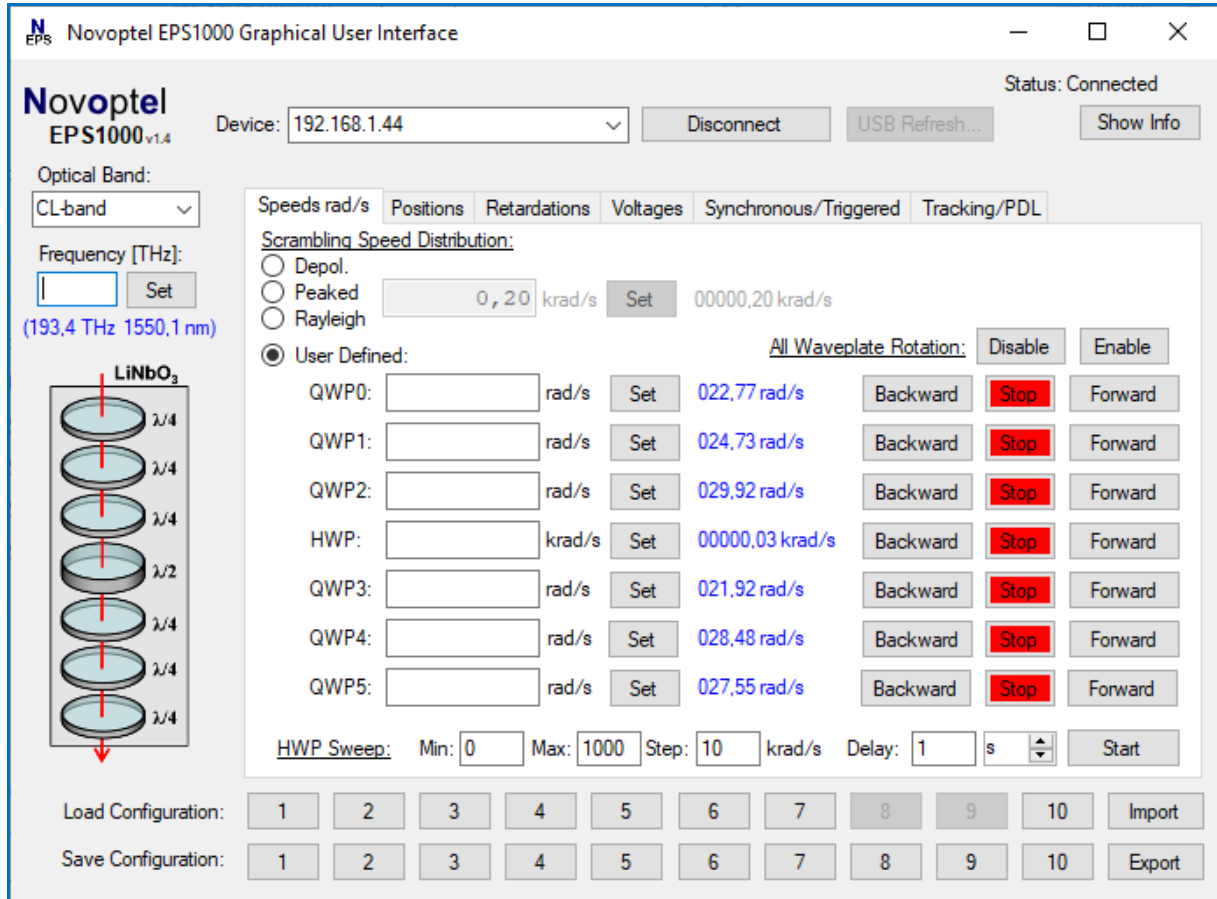 N EPS Novoptel EPS1000 Graphical User Interface
Status: Connected
Novoptel
EPS1000 v1.4
Device: 192.168.1.44 Disconnect USB Refresh... Show Info
Optical Band:
CL-band
Frequency [THz]:
Set
(193,4 THz 1550,1 nm)
LiNbO3
λ/4
λ/4
λ/4
λ/2
λ/4
λ/4
λ/4
Speeds rad/s Positions Retardations Voltages Synchronous/Triggered Tracking/PDL
Scrambling Speed Distribution:
Depol.
Peaked 0,20 krad/s Set 00000,20 krad/s
Rayleigh
User Defined: All Waveplate Rotation: Disable Enable
QWP0: rad/s Set 022,77 rad/s Backward Stop Forward
QWP1: rad/s Set 024,73 rad/s Backward Stop Forward
QWP2: rad/s Set 029,92 rad/s Backward Stop Forward
HWP: krad/s Set 00000,03 krad/s Backward Stop Forward
QWP3: rad/s Set 021,92 rad/s Backward Stop Forward
QWP4: rad/s Set 028,48 rad/s Backward Stop Forward
QWP5: rad/s Set 027,55 rad/s Backward Stop Forward
HWP Sweep: Min: 0 Max: 1000 Step: 10 krad/s Delay: 1 s Start
Load Configuration: 1 2 3 4 5 6 7 8 9 10 Import
Save Configuration: 1 2 3 4 5 6 7 8 9 10 Export